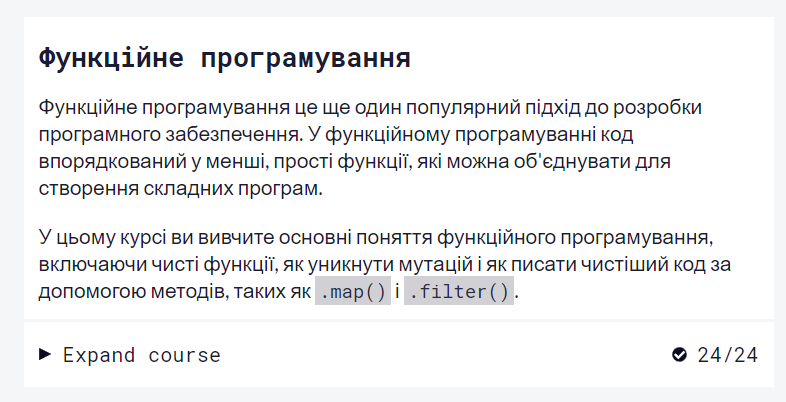 Функційне програмування
Функційне програмування це ще один популярний підхід до розробки
програмного забезпечення. У функційному програмуванні код
впорядкований у менші, прості функції, які можна об'єднувати для
створення складних програм.
У цьому курсі ви вивчите основні поняття функційного програмування,
включаючи чисті функції, як уникнути мутацій і як писати чистіший код за
допомогою методів, таких як .map() і .filter().
Expand course 24/24